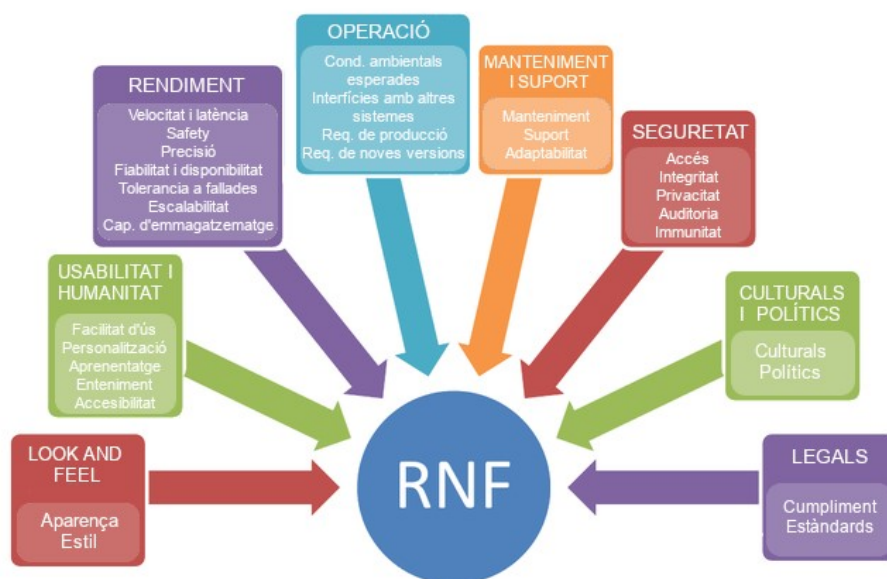 OPERACIÓ
Cond. ambientals
esperades
Interfícies amb altres
sistemes
Req. de producció
Req. de noves versions
MANTENIMENT
I SUPORT
Manteniment
Suport
Adaptabilitat
RENDIMENT
Velocitat i latència
Safety
Precisió
Fiabilitat i disponibilitat
Tolerancia a fallades
Escalabilitat
Cap. d'emmagatzematge
SEGURETAT
Accés
Integritat
Privacitat
Auditoria
Immunitat
USABILITAT I
HUMANITAT
Facilitat d'ús
Personalització
Aprenentatge
Enteniment
Accesibilitat
CULTURALS
I POLÍTICS
Culturals
Polítics
LOOK AND
FEEL
Aparença
Estil
RNF
LEGALS
Cumpliment
Estàndards